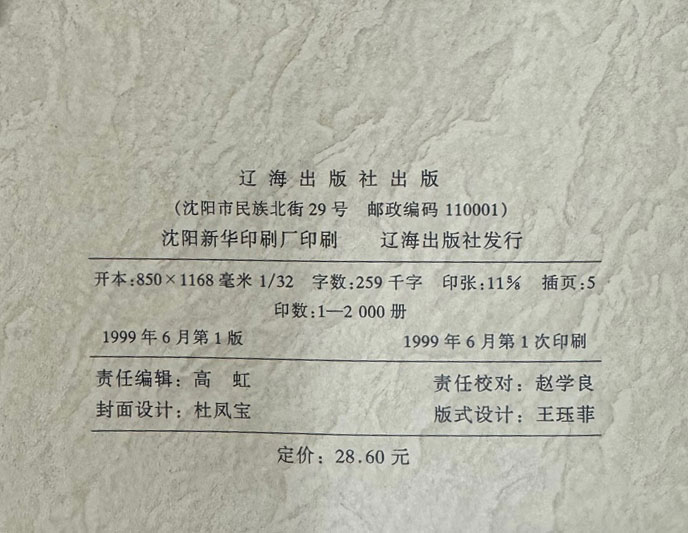 辽海出版社出版
（沈阳市民族北街29号　邮政编码110001）
沈阳新华印刷厂印刷　　辽海出版社发行
开本：850×1168毫米 1/32　字数：259千字　印张：11⅝　插页：5
印数：1—2 000册
1999年6月第1版　　1999年6月第1次印刷
责任编辑：高　虹　　责任校对：赵学良
封面设计：杜凤宝　　版式设计：王珏菲
定价：28.60元